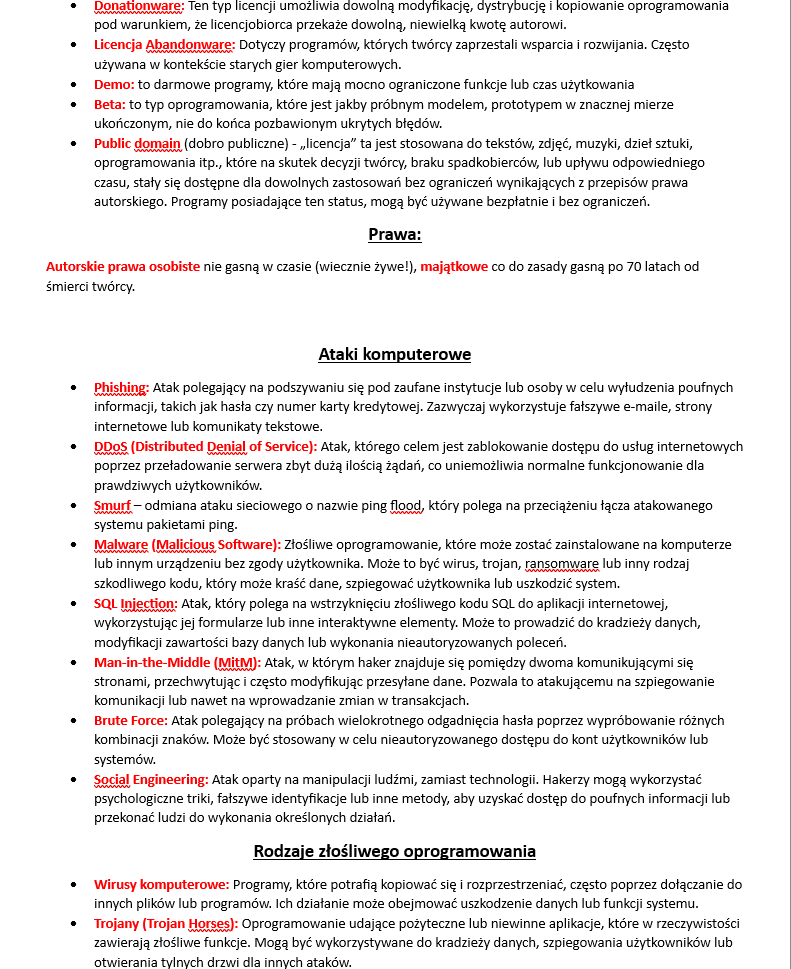 Donationware: Ten typ licencji umożliwia dowolną modyfikację, dystrybucję i kopiowanie oprogramowania
pod warunkiem, że licencjobiorca przekaże dowolną, niewielką kwotę autorowi.
Licencja Abandonware: Dotyczy programów, których twórcy zaprzestali wsparcia i rozwijania. Często
używana w kontekście starych gier komputerowych.
Demo: to darmowe programy, które mają mocno ograniczone funkcje lub czas użytkowania
Beta: to typ oprogramowania, które jest jakby próbnym modelem, prototypem w znacznej mierze
ukończonym, nie do końca pozbawionym ukrytych błędów.
Public domain (dobro publiczne) - „licencja” ta jest stosowana do tekstów, zdjęć, muzyki, dzieł sztuki,
oprogramowania itp., które na skutek decyzji twórcy, braku spadkobierców, lub upływu odpowiedniego
czasu, stały się dostępne dla dowolnych zastosowań bez ograniczeń wynikających z przepisów prawa
autorskiego. Programy posiadające ten status, mogą być używane bezpłatnie i bez ograniczeń.
Prawa:
Autorskie prawa osobiste nie gasną w czasie (wiecznie żywe!), majątkowe co do zasady gasną po 70 latach od
śmierci twórcy.
Ataki komputerowe
Phishing: Atak polegający na podszywaniu się pod zaufane instytucje lub osoby w celu wyłudzenia poufnych
informacji, takich jak hasła czy numer karty kredytowej. Zazwyczaj wykorzystuje fałszywe e-maile, strony
internetowe lub komunikaty tekstowe.
DDoS (Distributed Denial of Service): Atak, którego celem jest zablokowanie dostępu do usług internetowych
poprzez przeładowanie serwera zbyt dużą ilością żądań, co uniemożliwia normalne funkcjonowanie dla
prawdziwych użytkowników.
Smurf – odmiana ataku sieciowego o nazwie ping flood, który polega na przeciążeniu łącza atakowanego
systemu pakietami ping.
Malware (Malicious Software): Złośliwe oprogramowanie, które może zostać zainstalowane na komputerze
lub innym urządzeniu bez zgody użytkownika. Może to być wirus, trojan, ransomware lub inny rodzaj
szkodliwego kodu, który może kraść dane, szpiegować użytkownika lub uszkodzić system.
SQL Injection: Atak, który polega na wstrzyknięciu złośliwego kodu SQL do aplikacji internetowej,
wykorzystując jej formularze lub inne interaktywne elementy. Może to prowadzić do kradzieży danych,
modyfikacji zawartości bazy danych lub wykonania nieautoryzowanych poleceń.
Man-in-the-Middle (MitM): Atak, w którym haker znajduje się pomiędzy dwoma komunikującymi się
stronami, przechwytując i często modyfikując przesyłane dane. Pozwala to atakującemu na szpiegowanie
komunikacji lub nawet na wprowadzanie zmian w transakcjach.
Brute Force: Atak polegający na próbach wielokrotnego odgadnięcia hasła poprzez wypróbowanie różnych
kombinacji znaków. Może być stosowany w celu nieautoryzowanego dostępu do kont użytkowników lub
systemów.
Social Engineering: Atak oparty na manipulacji ludźmi, zamiast technologii. Hakerzy mogą wykorzystać
psychologiczne triki, fałszywe identyfikacje lub inne metody, aby uzyskać dostęp do poufnych informacji lub
przekonać ludzi do wykonania określonych działań.
Rodzaje złośliwego oprogramowania
Wirusy komputerowe: Programy, które potrafią kopiować się i rozprzestrzeniać, często poprzez dołączanie do
innych plików lub programów. Ich działanie może obejmować uszkodzenie danych lub funkcji systemu.
Trojany (Trojan Horses): Oprogramowanie udające pożyteczne lub niewinne aplikacje, które w rzeczywistości
zawierają złośliwe funkcje. Mogą być wykorzystywane do kradzieży danych, szpiegowania użytkowników lub
otwierania tylnych drzwi dla innych ataków.